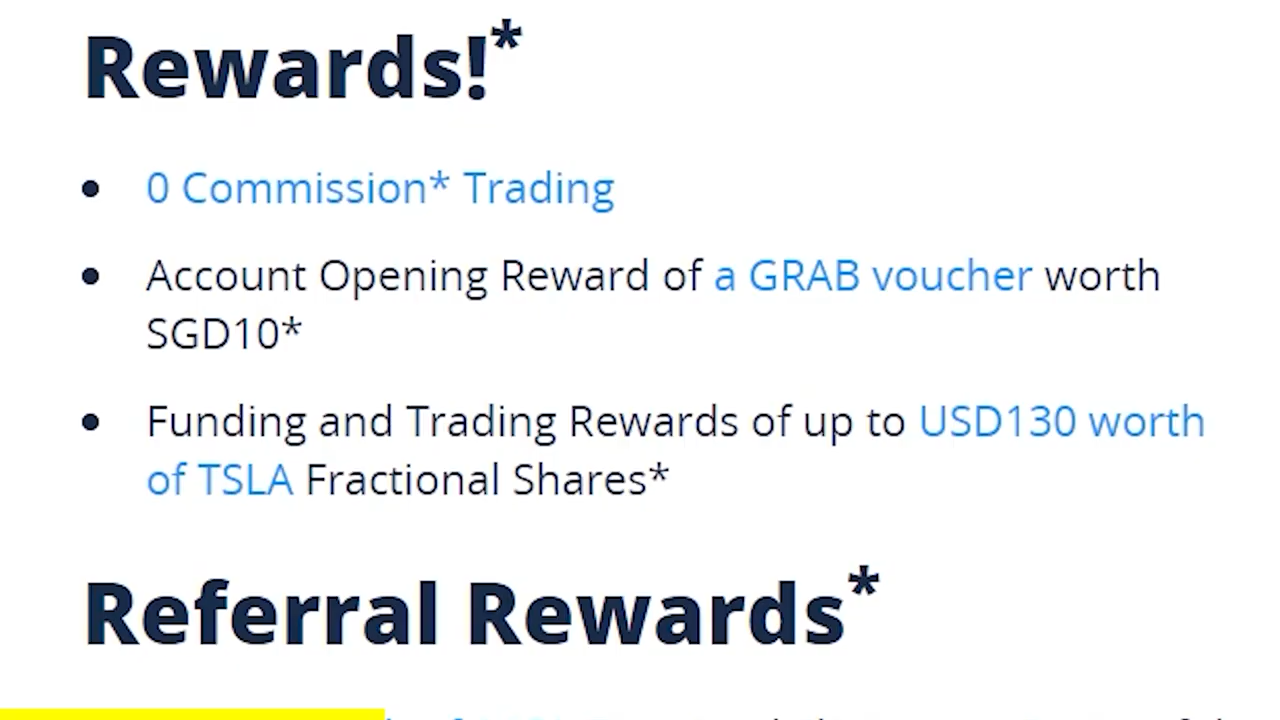 Rewards!*
• 0 Commission* Trading
• Account Opening Reward of a GRAB voucher worth
SGD10*
• Funding and Trading Rewards of up to USD130 worth
of TSLA Fractional Shares*
Referral Rewards*